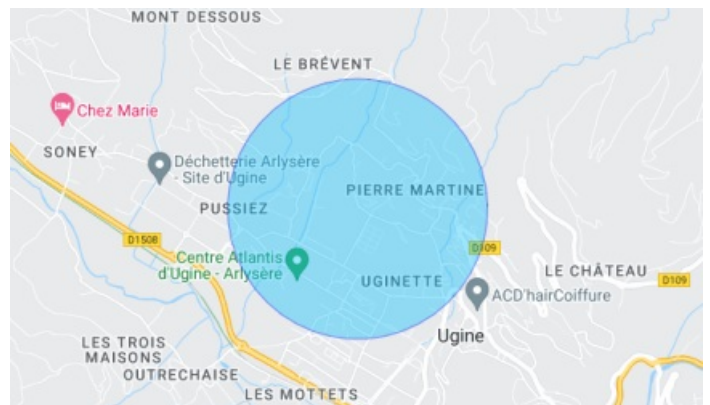 MONT DESSOUS
LE BRÉVENT
Chez Marie
SONEY
Déchetterie Arlysère
- Site d'Ugine
PIERRE MARTINE
PUSSIEZ
D1508
D109
Centre Atlantis
d'Ugine - Arlysère
LE CHÂTEAU
UGINETTE
D109
ACD'hairCoiffure
Ugine
LES TROIS
MAISONS
OUTRECHAISE
LES MOTTETS